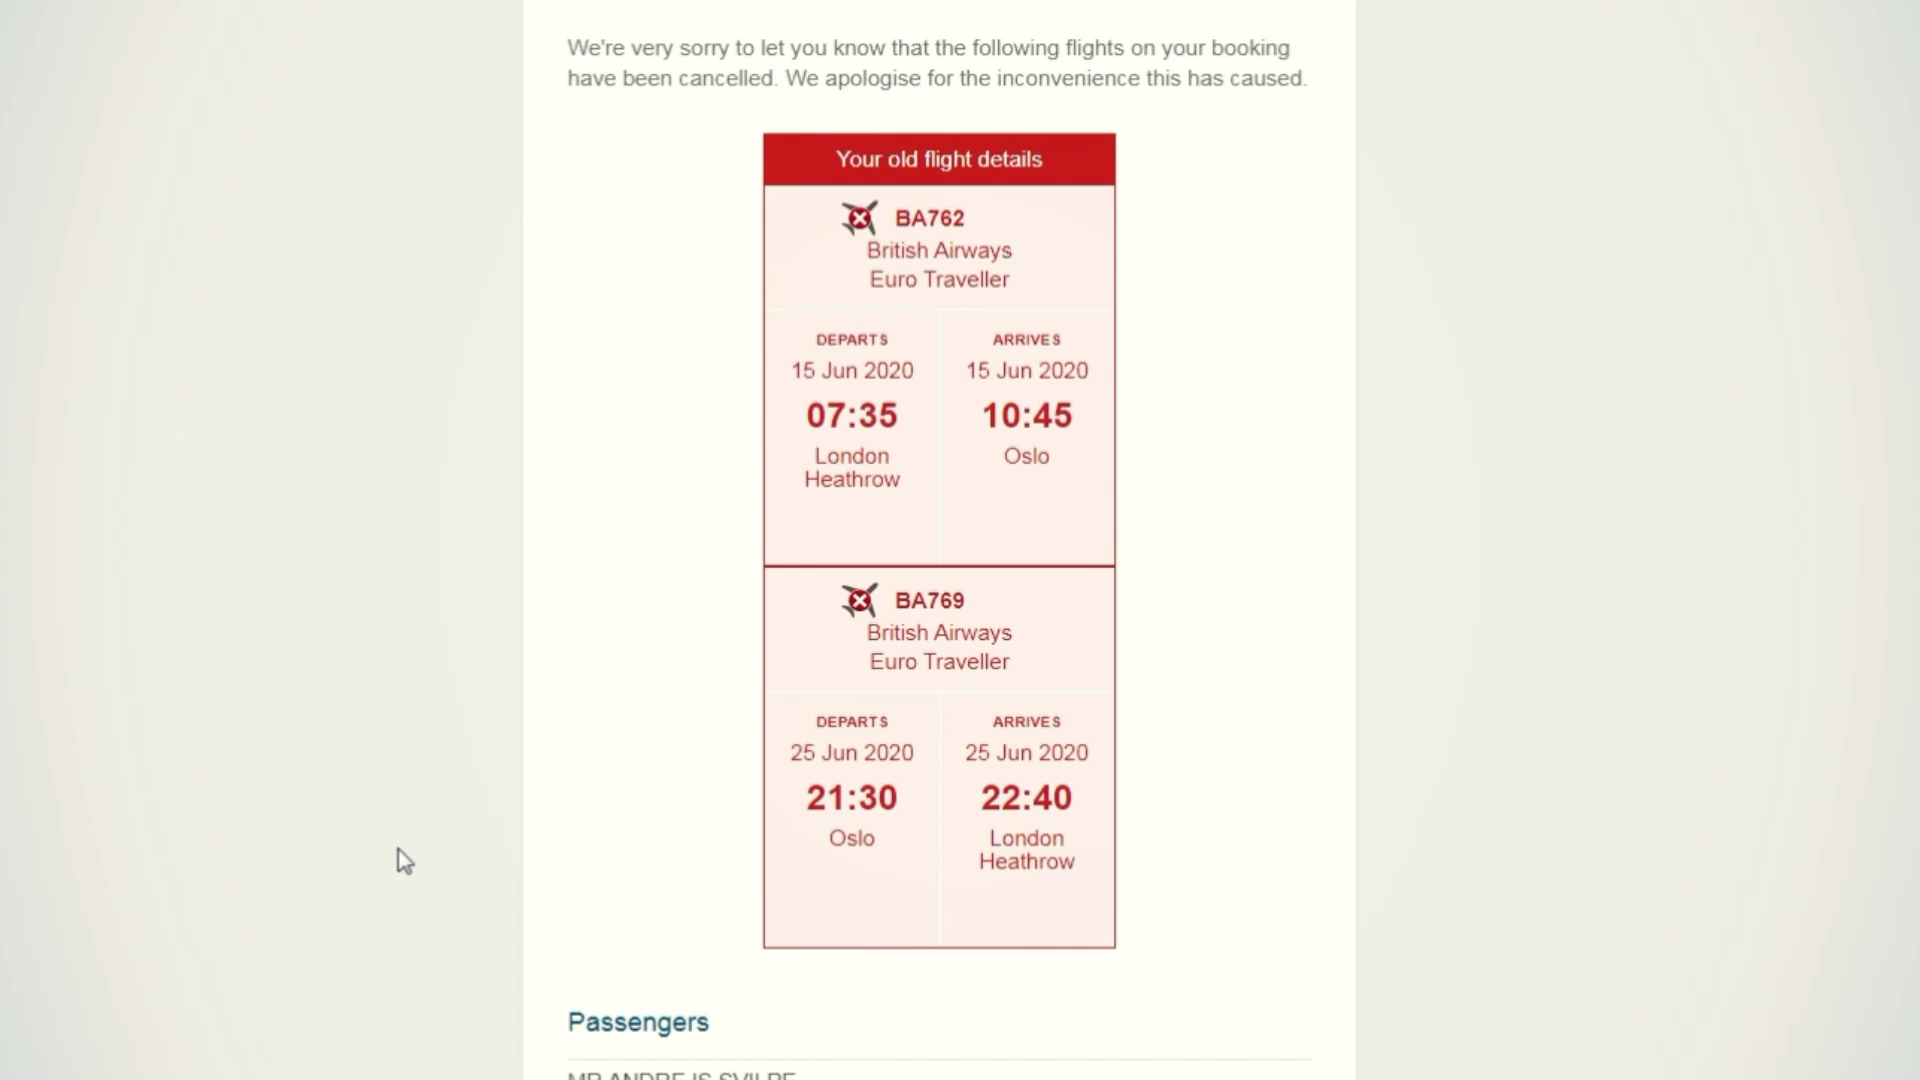 We're very sorry to let you know that the following flights on your booking
have been cancelled. We apologise for the inconvenience this has caused.
Your old flight details
BA762
British Airways
Euro Traveller
DEPARTS
15 Jun 2020
07:35
London
Heathrow
ARRIVES
15 Jun 2020
10:45
Oslo
BA769
British Airways
Euro Traveller
DEPARTS
25 Jun 2020
21:30
Oslo
ARRIVES
25 Jun 2020
22:40
London
Heathrow
Passengers
MR